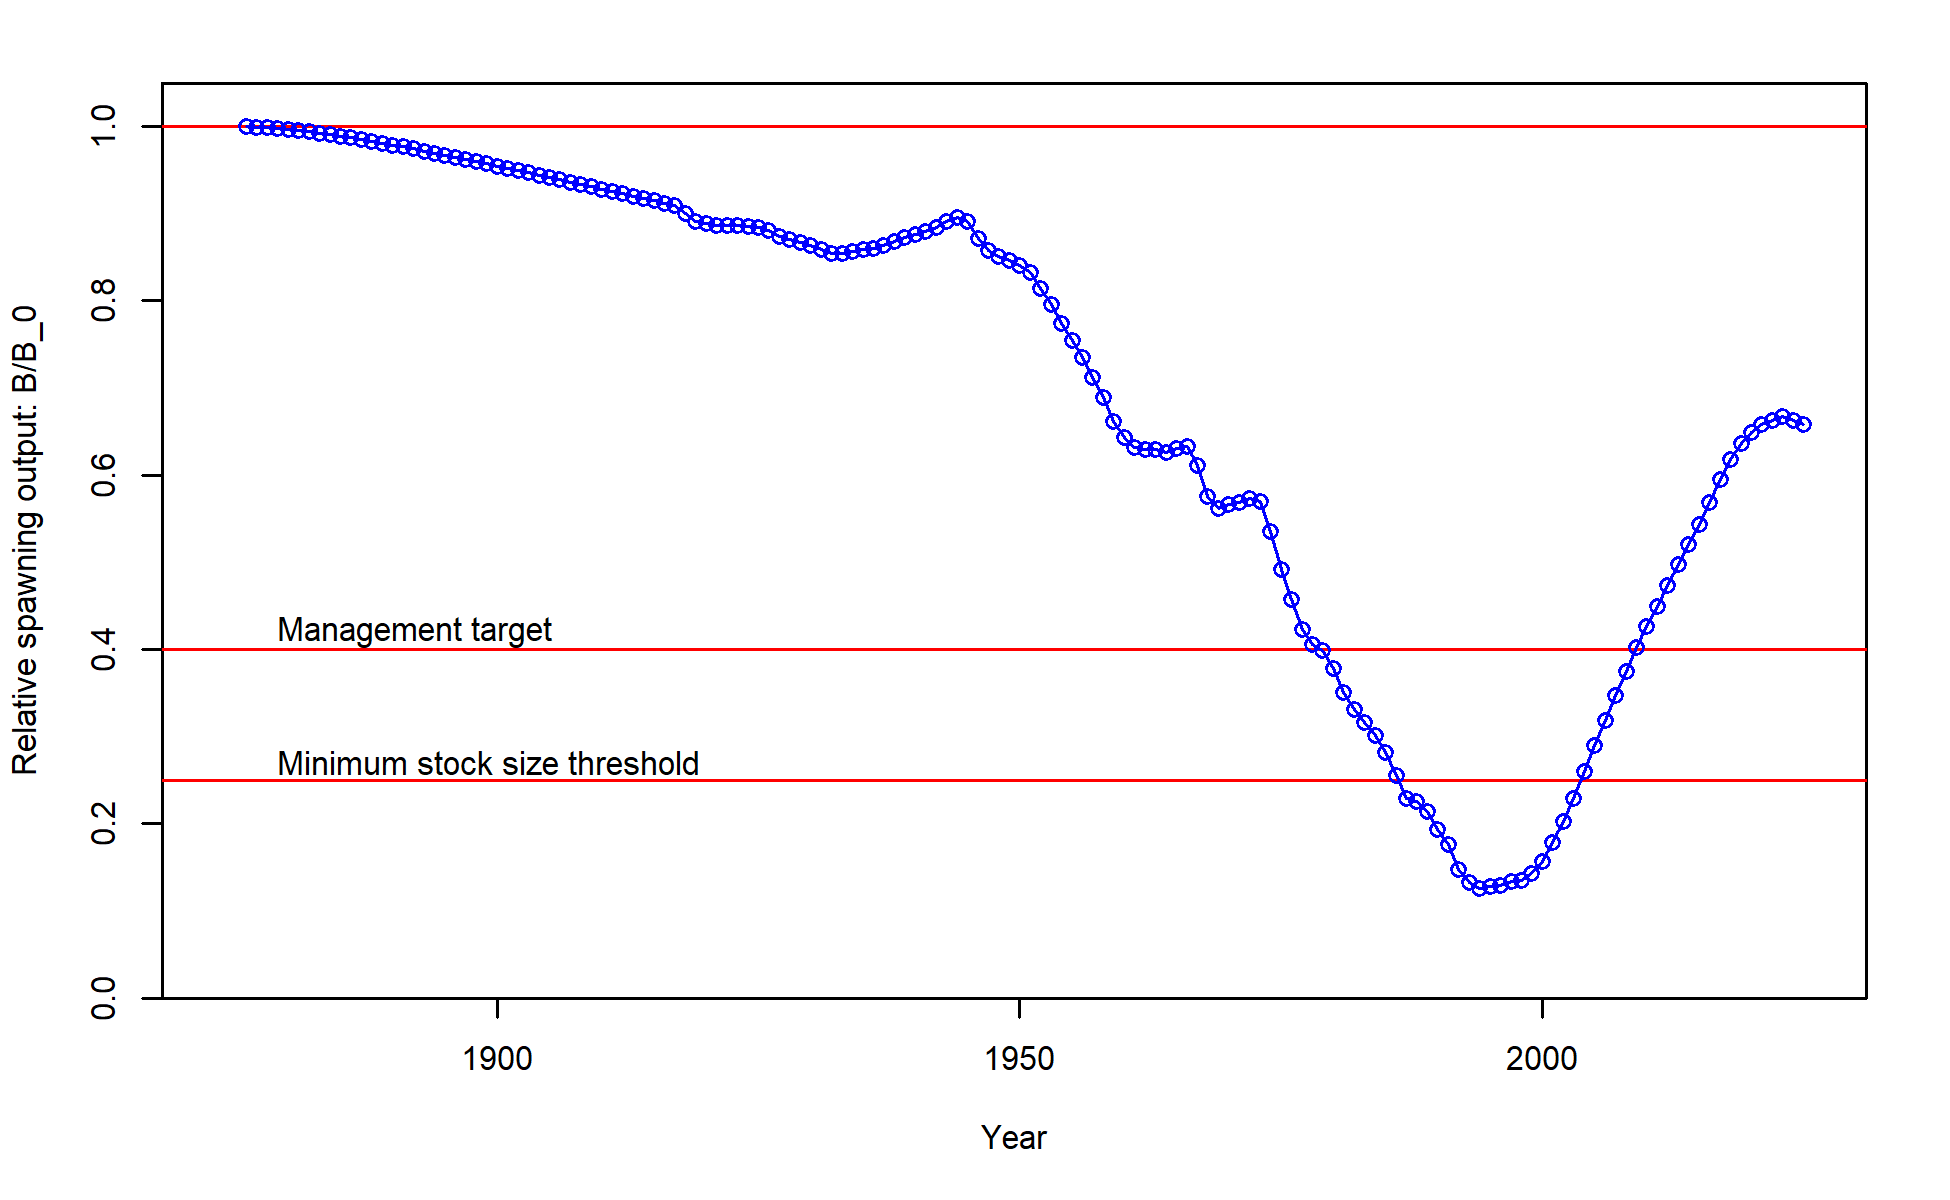 Relative spawning output: B/B_0
1.0
0.8
0.6
0.4
0.2
0.0
Management target
Minimum stock size threshold
1900 1950 2000
Year